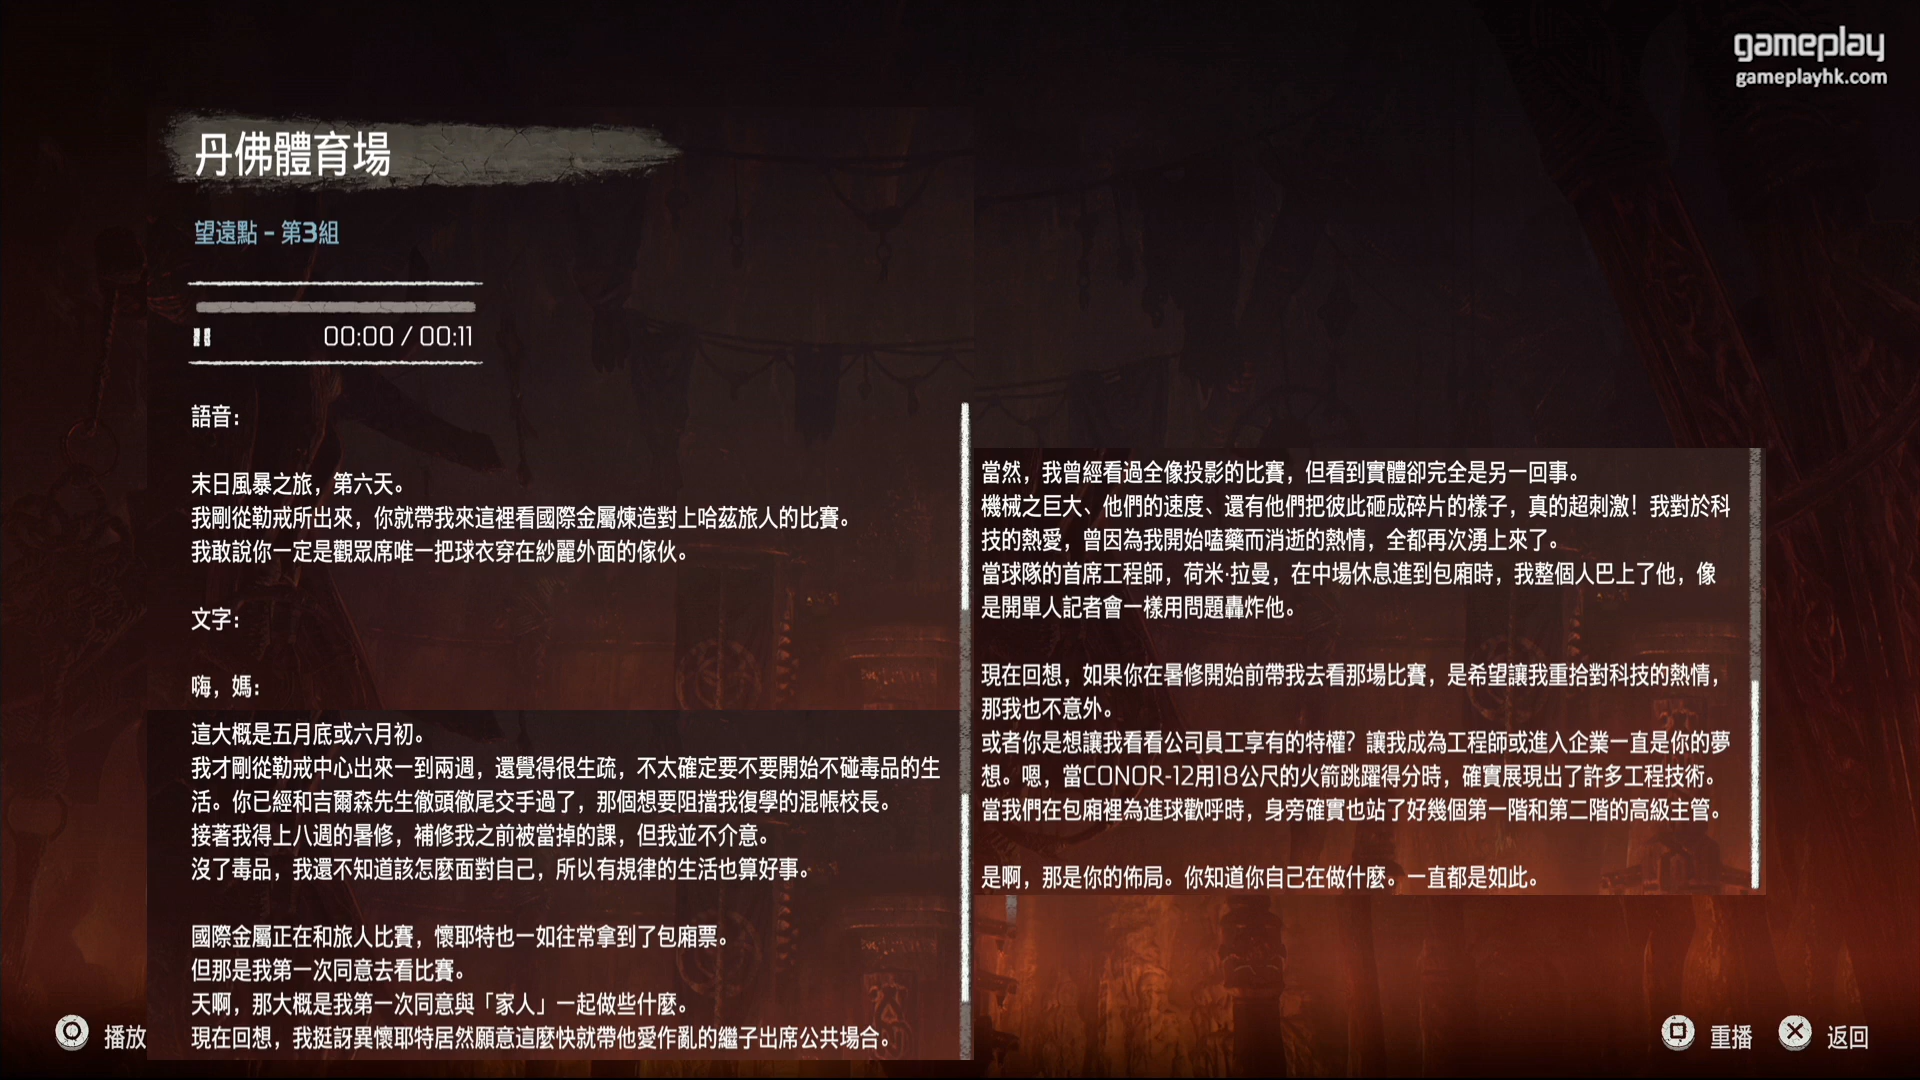 gameplay
gameplayhk.com
丹佛體育場
望遠點 - 第3組
00:00 / 00:11
語音:
末日風暴之旅，第六天。
我剛從勒戒所出來，你就帶我來這裡看國際金屬煉造對上哈茲旅人的比賽。
我敢說你一定是觀眾席唯一把球衣穿在紗麗外面的傢伙。
文字:
嗨，媽:
這大概是五月底或六月初。
我才剛從勒戒中心出來一到兩週，還覺得很生疏，不太確定要不要開始不碰毒品的生
活。你已經和吉爾森先生徹頭徹尾交手過了，那個想要阻擋我復學的混帳校長。
接著我得上八週的暑修，補修我之前被當掉的課，但我並不介意。
沒了毒品，我還不知道該怎麼面對自己，所以有規律的生活也算好事。
國際金屬正在和旅人比賽，懷耶特也一如往常拿到了包廂票。
但那是我第一次同意去看比賽。
天啊，那大概是我第一次同意與「家人」一起做些什麼。
現在回想，我挺訝異懷耶特居然願意這麼快就帶他愛作亂的繼子出席公共場合。
當然，我曾經看過全像投影的比賽，但看到實體卻完全是另一回事。
機械之巨大、他們的速度、還有他們把彼此砸成碎片的樣子，真的超刺激！我對於科
技的熱愛，曾因為我開始嗑藥而消逝的熱情，全都再次湧上來了。
當球隊的首席工程師，荷米·拉曼，在中場休息進到包廂時，我整個人巴上了他，像
是開單人記者會一樣用問題轟炸他。
現在回想，如果你在暑修開始前帶我去看那場比賽，是希望讓我重拾對科技的熱情，
那我也不意外。
或者你是想讓我看看公司員工享有的特權？讓我成為工程師或進入企業一直是你的夢
想。嗯，當CONOR-12用18公尺的火箭跳躍得分時，確實展現出了許多工程技術。
當我們在包廂裡為進球歡呼時，身旁確實也站了好幾個第一階和第二階的高級主管。
是啊，那是你的佈局。你知道你自己在做什麼。一直都是如此。
播放
重播
返回